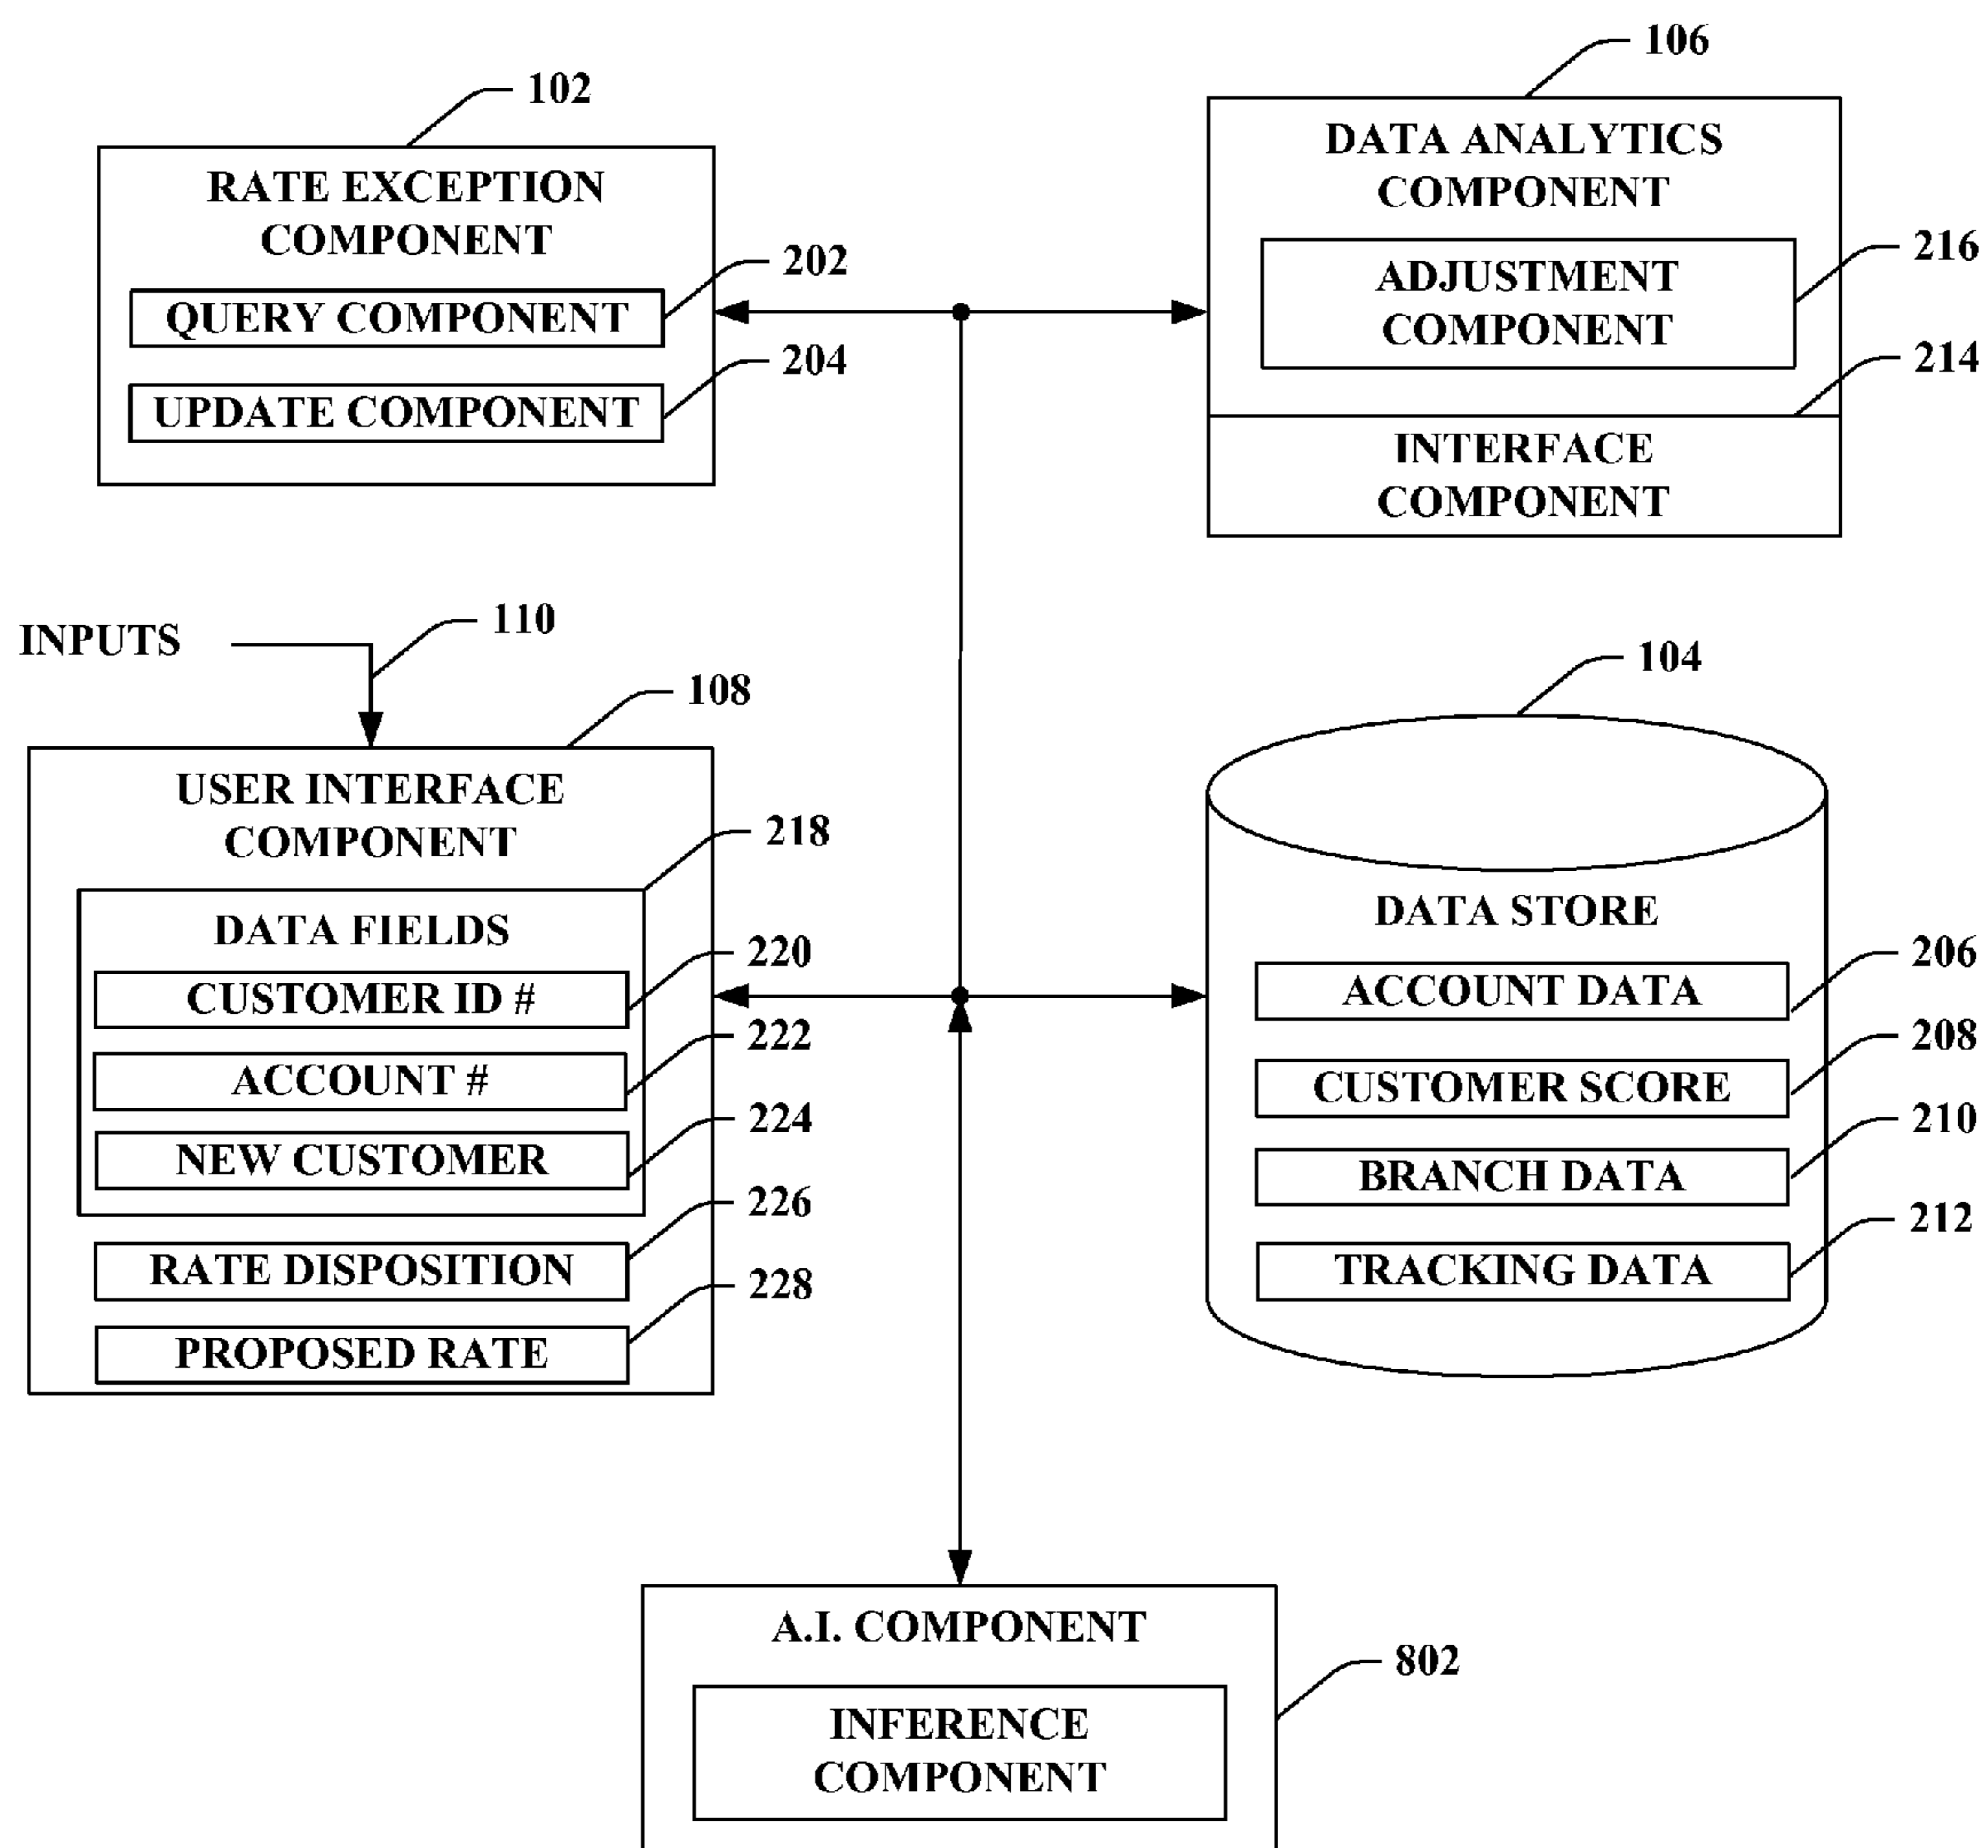 102
RATE EXCEPTION
COMPONENT
202
QUERY COMPONENT
204
UPDATE COMPONENT
106
DATA ANALYTICS
COMPONENT
216
ADJUSTMENT
COMPONENT
214
INTERFACE
COMPONENT
INPUTS
110
108
USER INTERFACE
COMPONENT
218
DATA FIELDS
220
CUSTOMER ID #
222
ACCOUNT #
224
NEW CUSTOMER
226
RATE DISPOSITION
228
PROPOSED RATE
104
DATA STORE
206
ACCOUNT DATA
208
CUSTOMER SCORE
210
BRANCH DATA
212
TRACKING DATA
A.I. COMPONENT
802
INFERENCE
COMPONENT